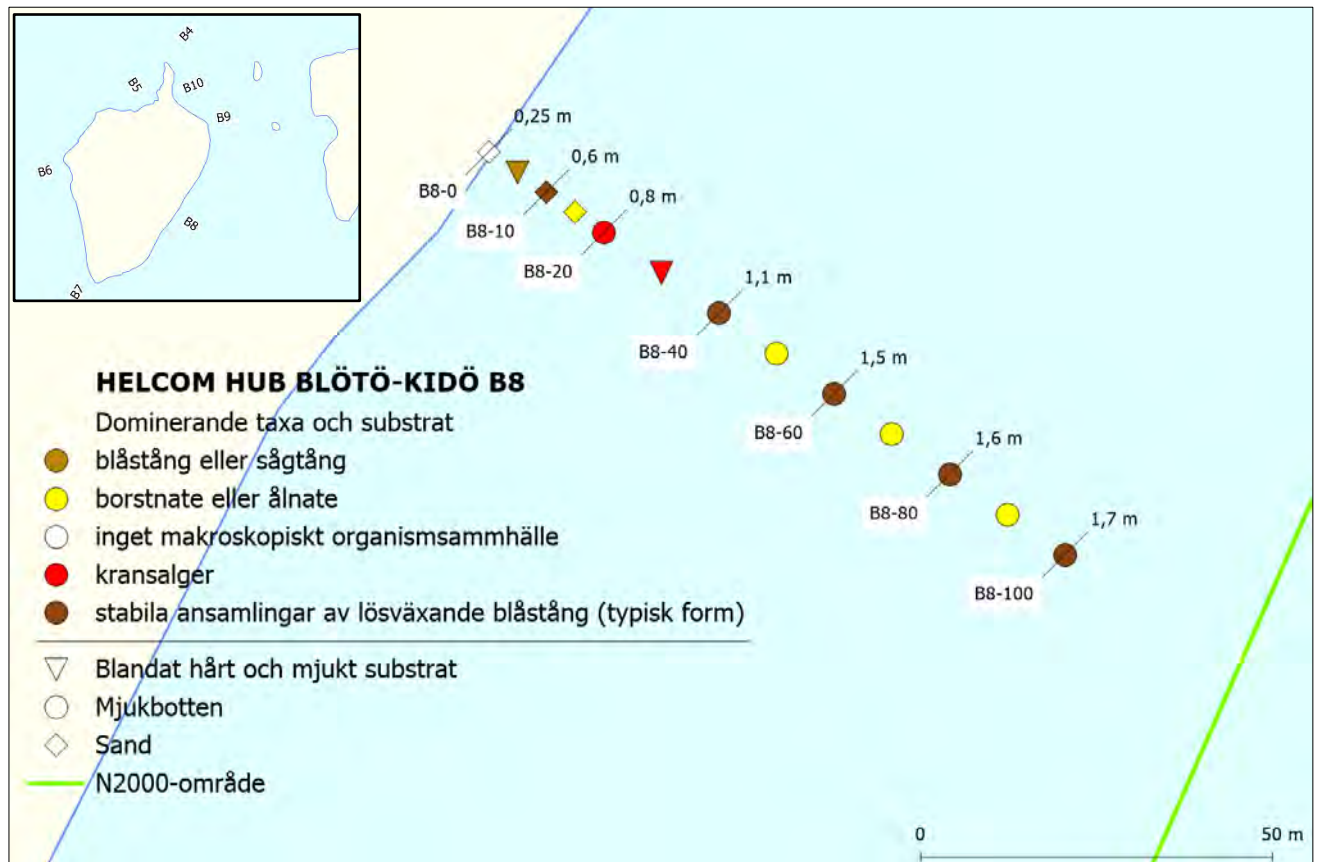 B4
B5
B10
B9
B6
B8
B7
0,25 m
B8-0
0,6 m
B8-10
0,8 m
B8-20
1,1 m
B8-40
1,5 m
B8-60
1,6 m
B8-80
1,7 m
B8-100
HELCOM HUB BLÖTÖ-KIDÖ B8
Dominerande taxa och substrat
blåstång eller sågtång
borstnate eller ålnate
inget makroskopiskt organismsammhälle
kransalger
stabila ansamlingar av lösväxande blåstång (typisk form)
Blandat hårt och mjukt substrat
Mjukbotten
Sand
N2000-område
0 50 m